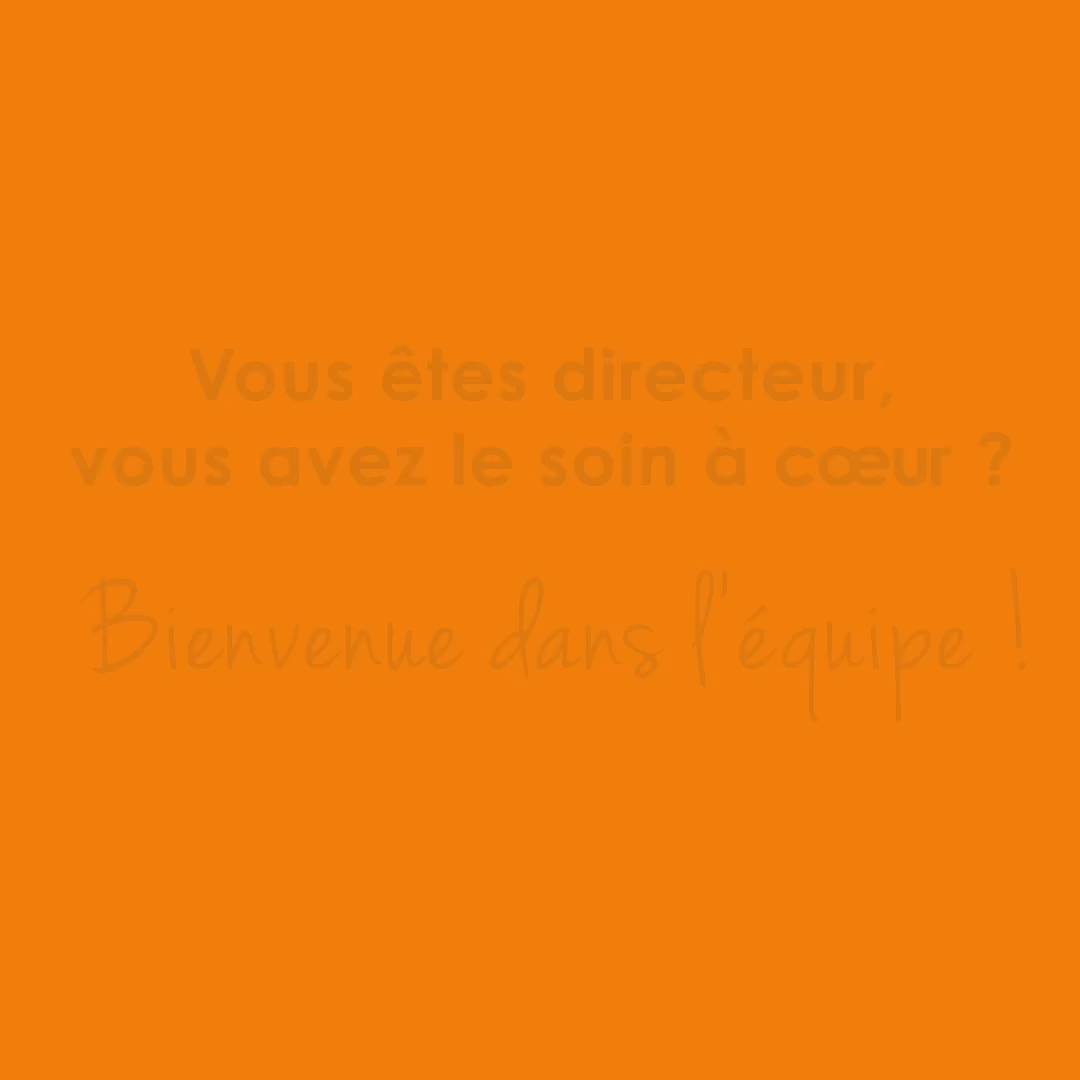 Vous êtes directeur,
vous avez le soin à cœur ?
Bienvenue dans l'équipe !